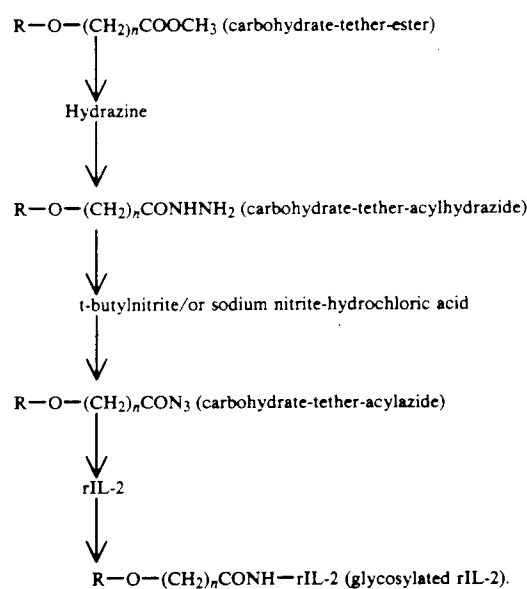 R—O—(CH₂)ₙCOOCH₃ (carbohydrate-tether-ester)
Hydrazine
R—O—(CH₂)ₙCONHNH₂ (carbohydrate-tether-acylhydrazide)
t-butylnitrite/or sodium nitrite-hydrochloric acid
R—O—(CH₂)ₙCON₃ (carbohydrate-tether-acylazide)
rIL-2
R—O—(CH₂)ₙCONH—rIL-2 (glycosylated rIL-2).